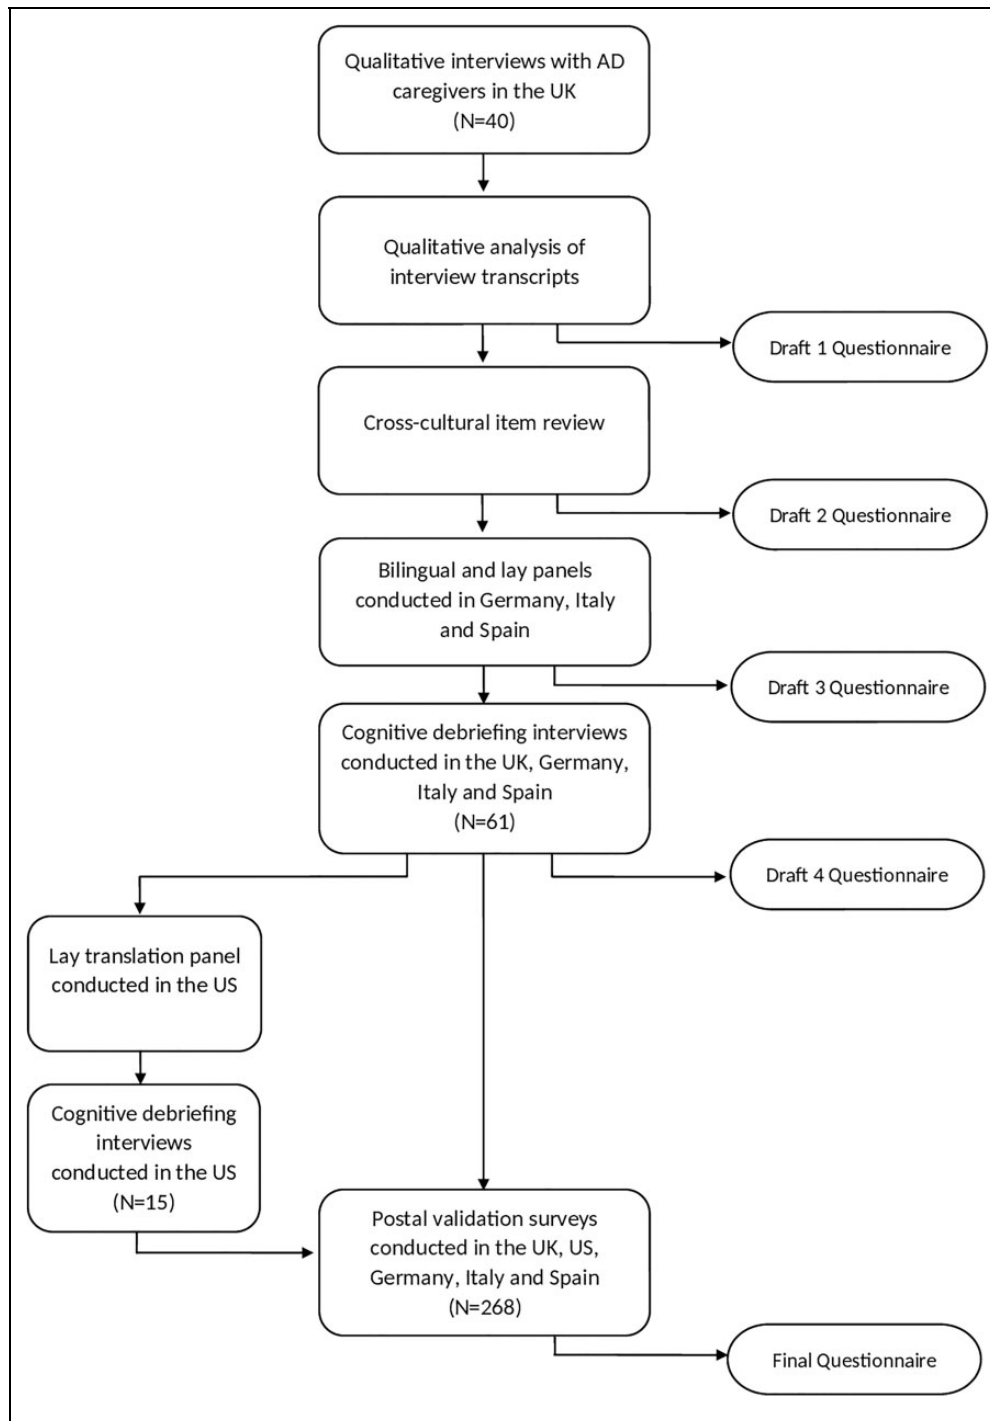 Qualitative interviews with AD
caregivers in the UK
(N=40)
Qualitative analysis of
interview transcripts
Draft 1 Questionnaire
Cross-cultural item review
Draft 2 Questionnaire
Bilingual and lay panels
conducted in Germany, Italy
and Spain
Draft 3 Questionnaire
Cognitive debriefing interviews
conducted in the UK, Germany,
Italy and Spain
(N=61)
Draft 4 Questionnaire
Lay translation panel
conducted in the US
Cognitive debriefing
interviews
conducted in the US
(N=15)
Postal validation surveys
conducted in the UK, US,
Germany, Italy and Spain
(N=268)
Final Questionnaire